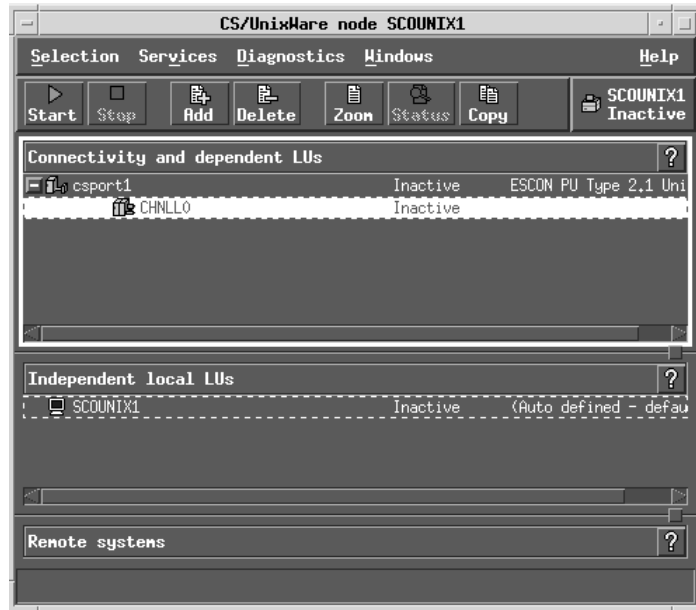 CS/UnixWare node SCOUNIX1
Selection Services Diagnostics Windows Help
Start Stop Add Delete Zoom Status Copy SCOUNIX1 Inactive
Connectivity and dependent LUs ?
csport1 Inactive ESCON PU Type 2.1 Uni
CHNLL0 Inactive
Independent local LUs ?
SCOUNIX1 Inactive (Auto defined - defau
Remote systems ?